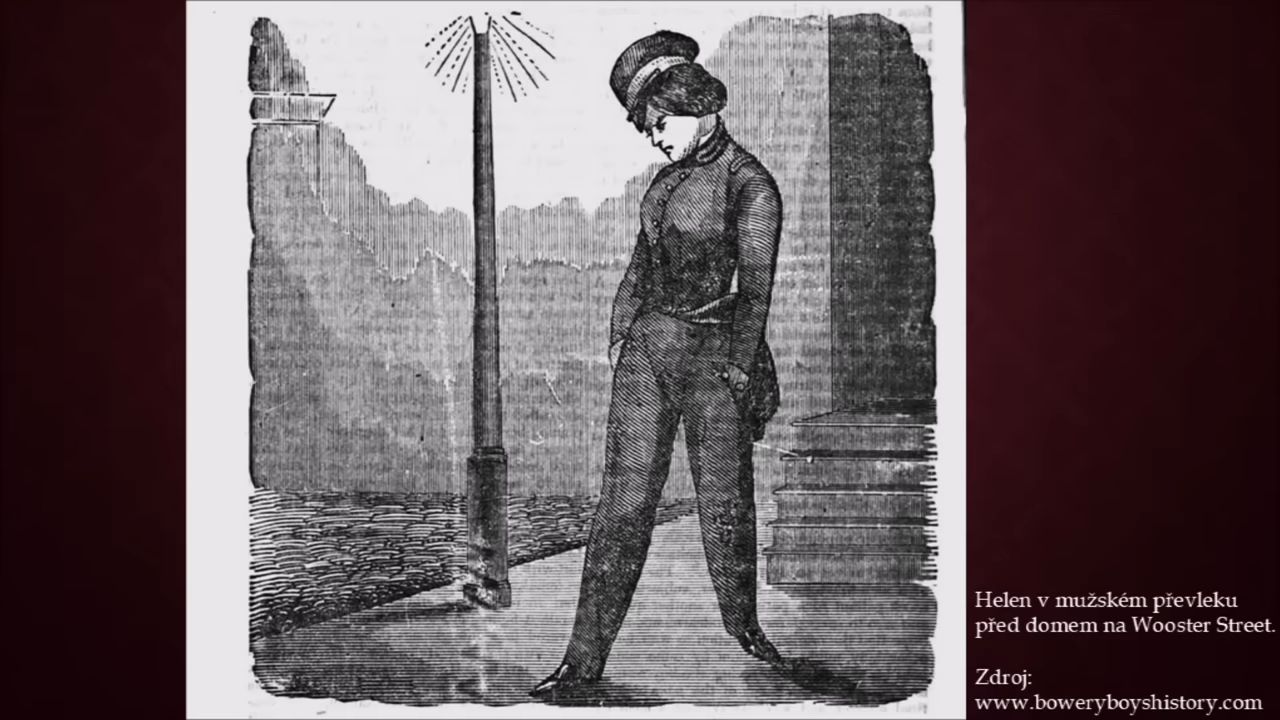 Helen v mužském převleku
před domem na Wooster Street.
Zdroj:
www.boweryboyshistory.com